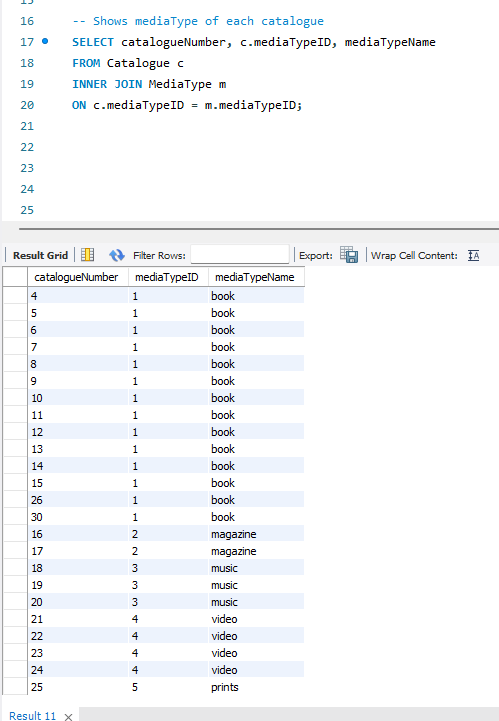 15
16 -- Shows mediaType of each catalogue
17 SELECT catalogueNumber, c.mediaTypeID, mediaTypeName
18 FROM Catalogue c
19 INNER JOIN MediaType m
20 ON c.mediaTypeID = m.mediaTypeID;
21
22
23
24
25
Result Grid Filter Rows: Export: Wrap Cell Content: IA
catalogueNumber mediaTypeID mediaTypeName
4 1 book
5 1 book
6 1 book
7 1 book
8 1 book
9 1 book
10 1 book
11 1 book
12 1 book
13 1 book
14 1 book
15 1 book
26 1 book
30 1 book
16 2 magazine
17 2 magazine
18 3 music
19 3 music
20 3 music
21 4 video
22 4 video
23 4 video
24 4 video
25 5 prints
Result 11 ×